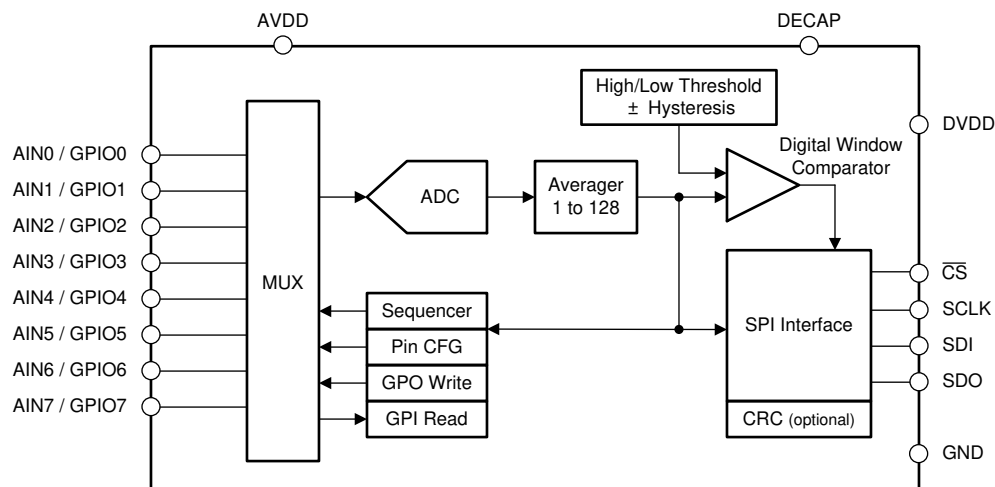 AVDD
DECAP
High/Low Threshold
± Hysteresis
DVDD
AIN0 / GPIO0
AIN1 / GPIO1
AIN2 / GPIO2
AIN3 / GPIO3
AIN4 / GPIO4
AIN5 / GPIO5
AIN6 / GPIO6
AIN7 / GPIO7
MUX
ADC
Averager
1 to 128
Digital Window
Comparator
Sequencer
Pin CFG
GPO Write
GPI Read
SPI Interface
CRC (optional)
CS
SCLK
SDI
SDO
GND